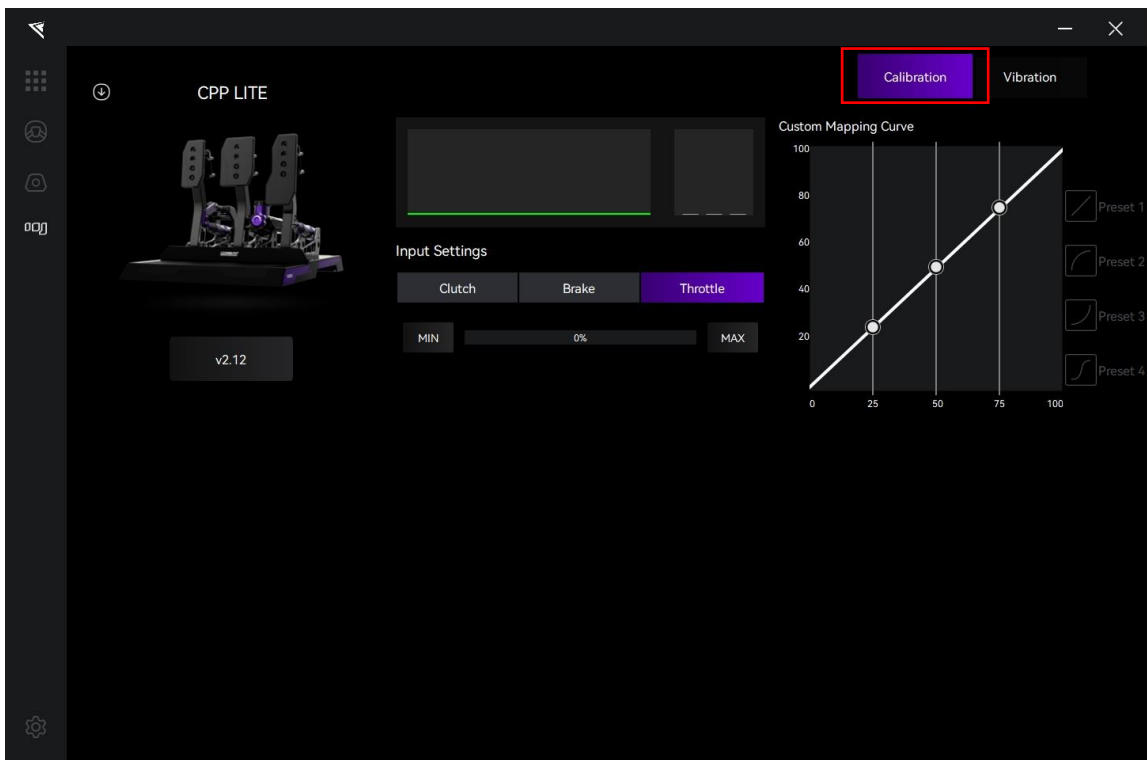 CPP LITE
Calibration
Vibration
Custom Mapping Curve
100
80
60
40
20
0 25 50 75 100
Preset 1
Preset 2
Preset 3
Preset 4
Input Settings
Clutch Brake Throttle
MIN 0% MAX
v2.12